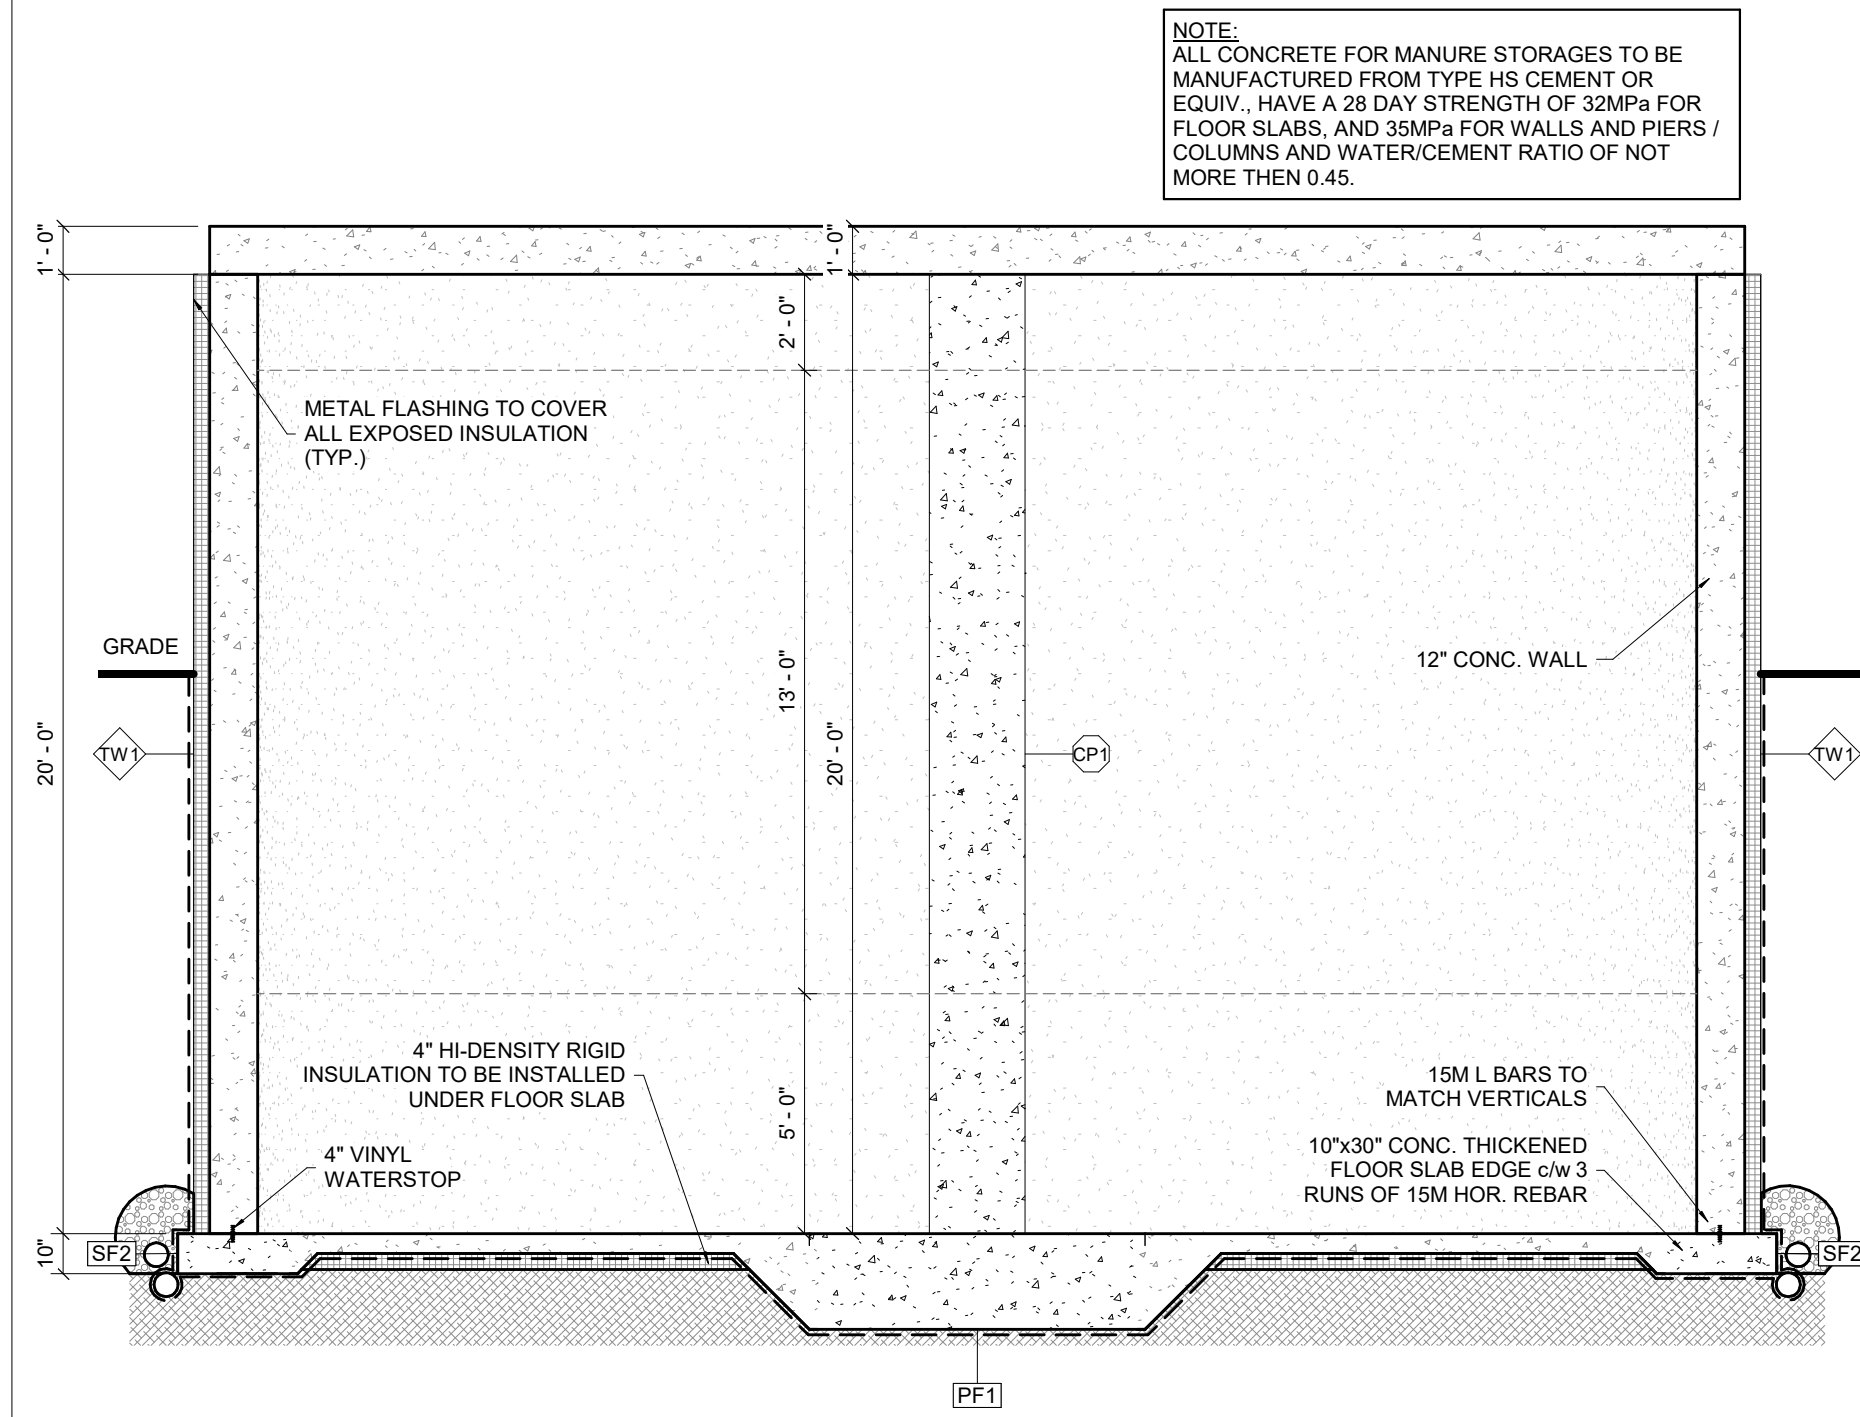 NOTE:
ALL CONCRETE FOR MANURE STORAGES TO BE
MANUFACTURED FROM TYPE HS CEMENT OR
EQUIV., HAVE A 28 DAY STRENGTH OF 32MPa FOR
FLOOR SLABS, AND 35MPa FOR WALLS AND PIERS /
COLUMNS AND WATER/CEMENT RATIO OF NOT
MORE THEN 0.45.
1' - 0"
1' - 0"
2' - 0"
METAL FLASHING TO COVER
ALL EXPOSED INSULATION
(TYP.)
GRADE
12" CONC. WALL
13' - 0"
20' - 0"
TW1
20' - 0"
CP1
TW1
4" HI-DENSITY RIGID
INSULATION TO BE INSTALLED
UNDER FLOOR SLAB
5' - 0"
15M L BARS TO
MATCH VERTICALS
4" VINYL
WATERSTOP
10"x30" CONC. THICKENED
FLOOR SLAB EDGE c/w 3
RUNS OF 15M HOR. REBAR
10"
SF2
SF2
PF1